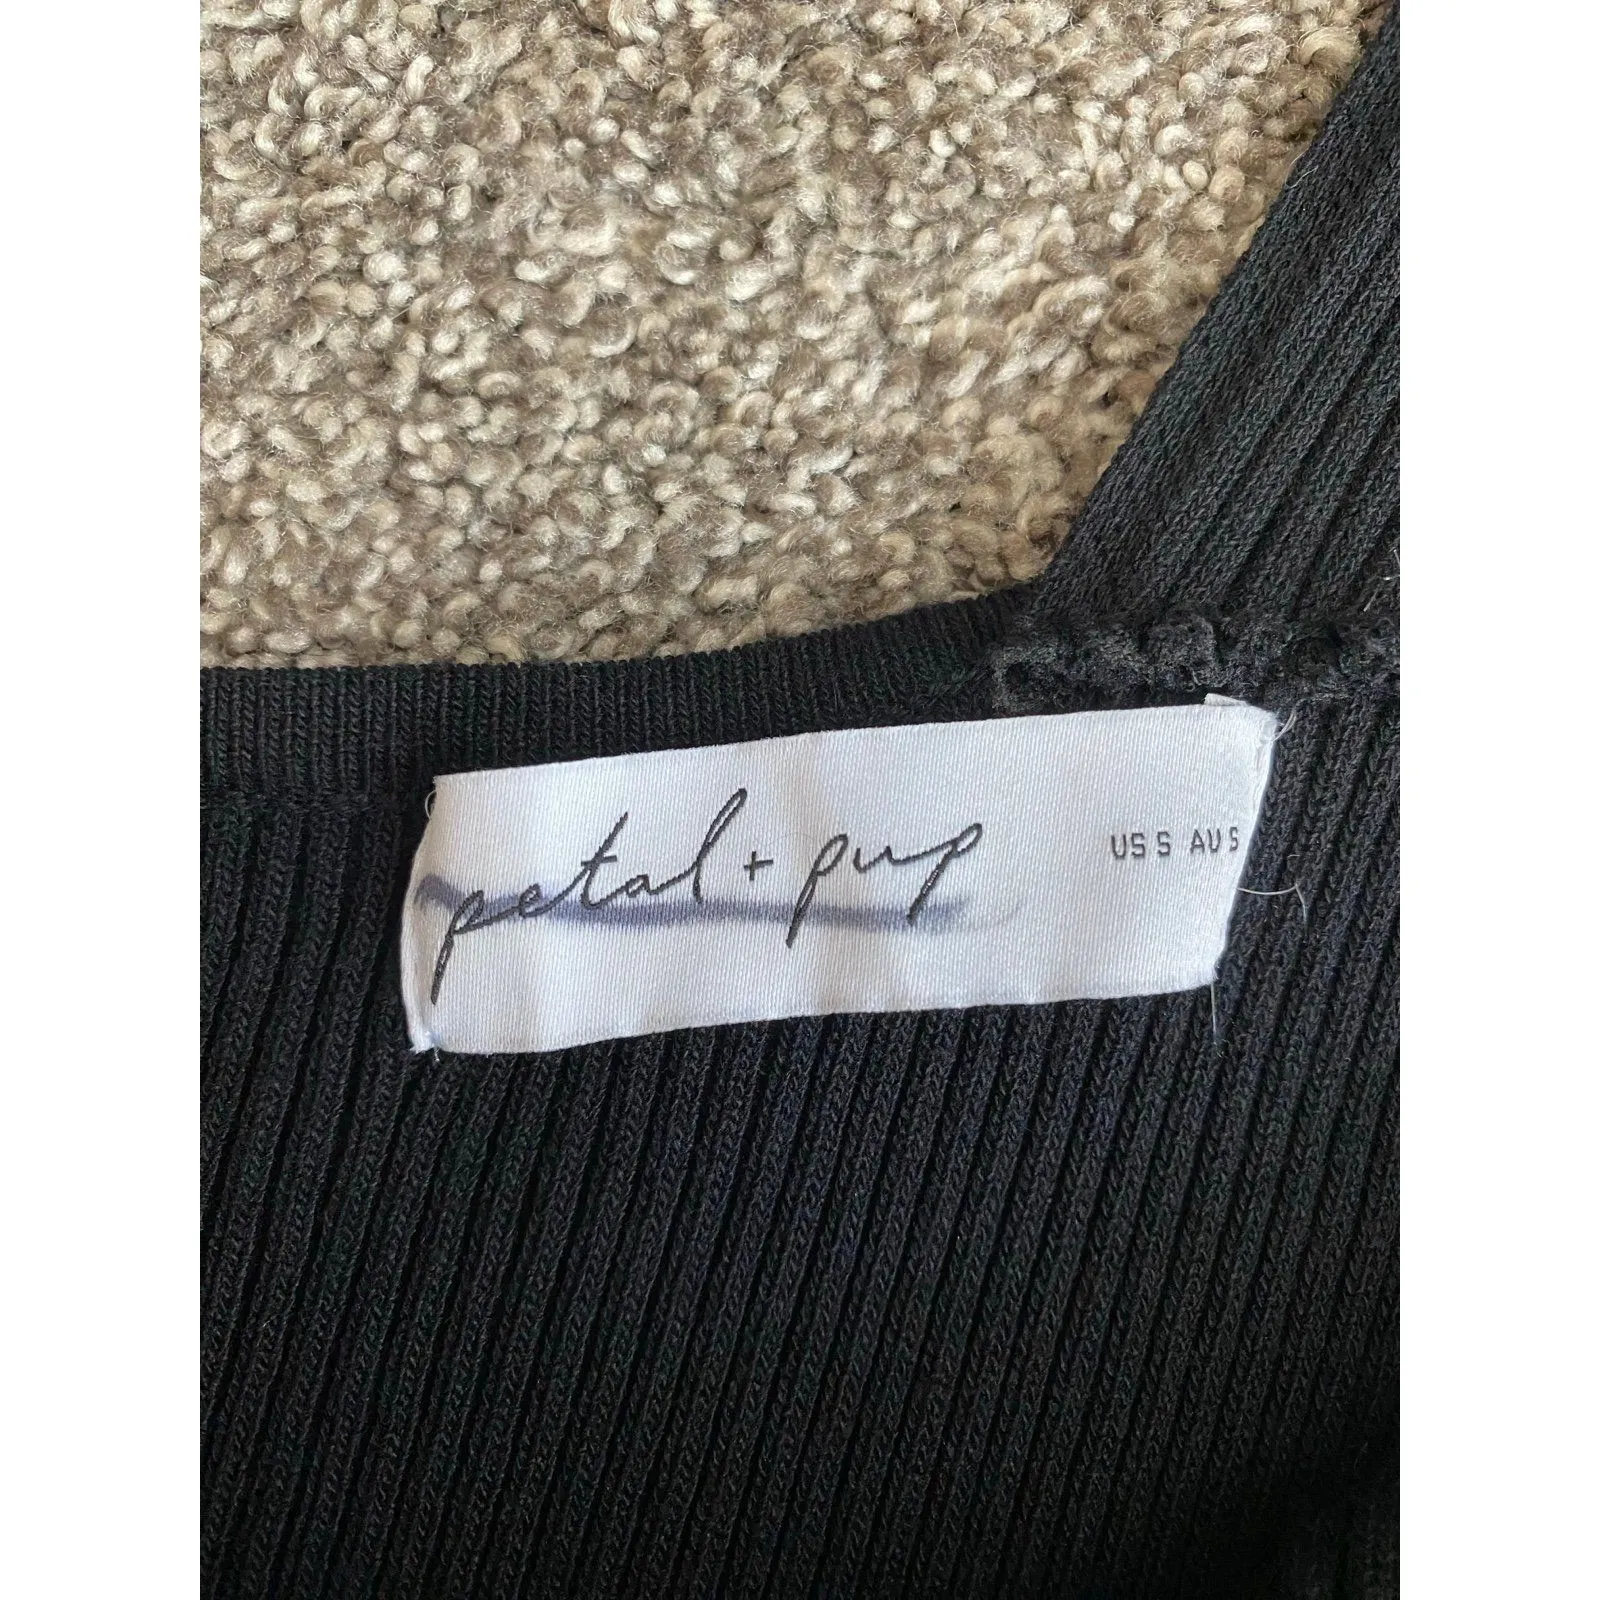 petal + pup
US S AU S